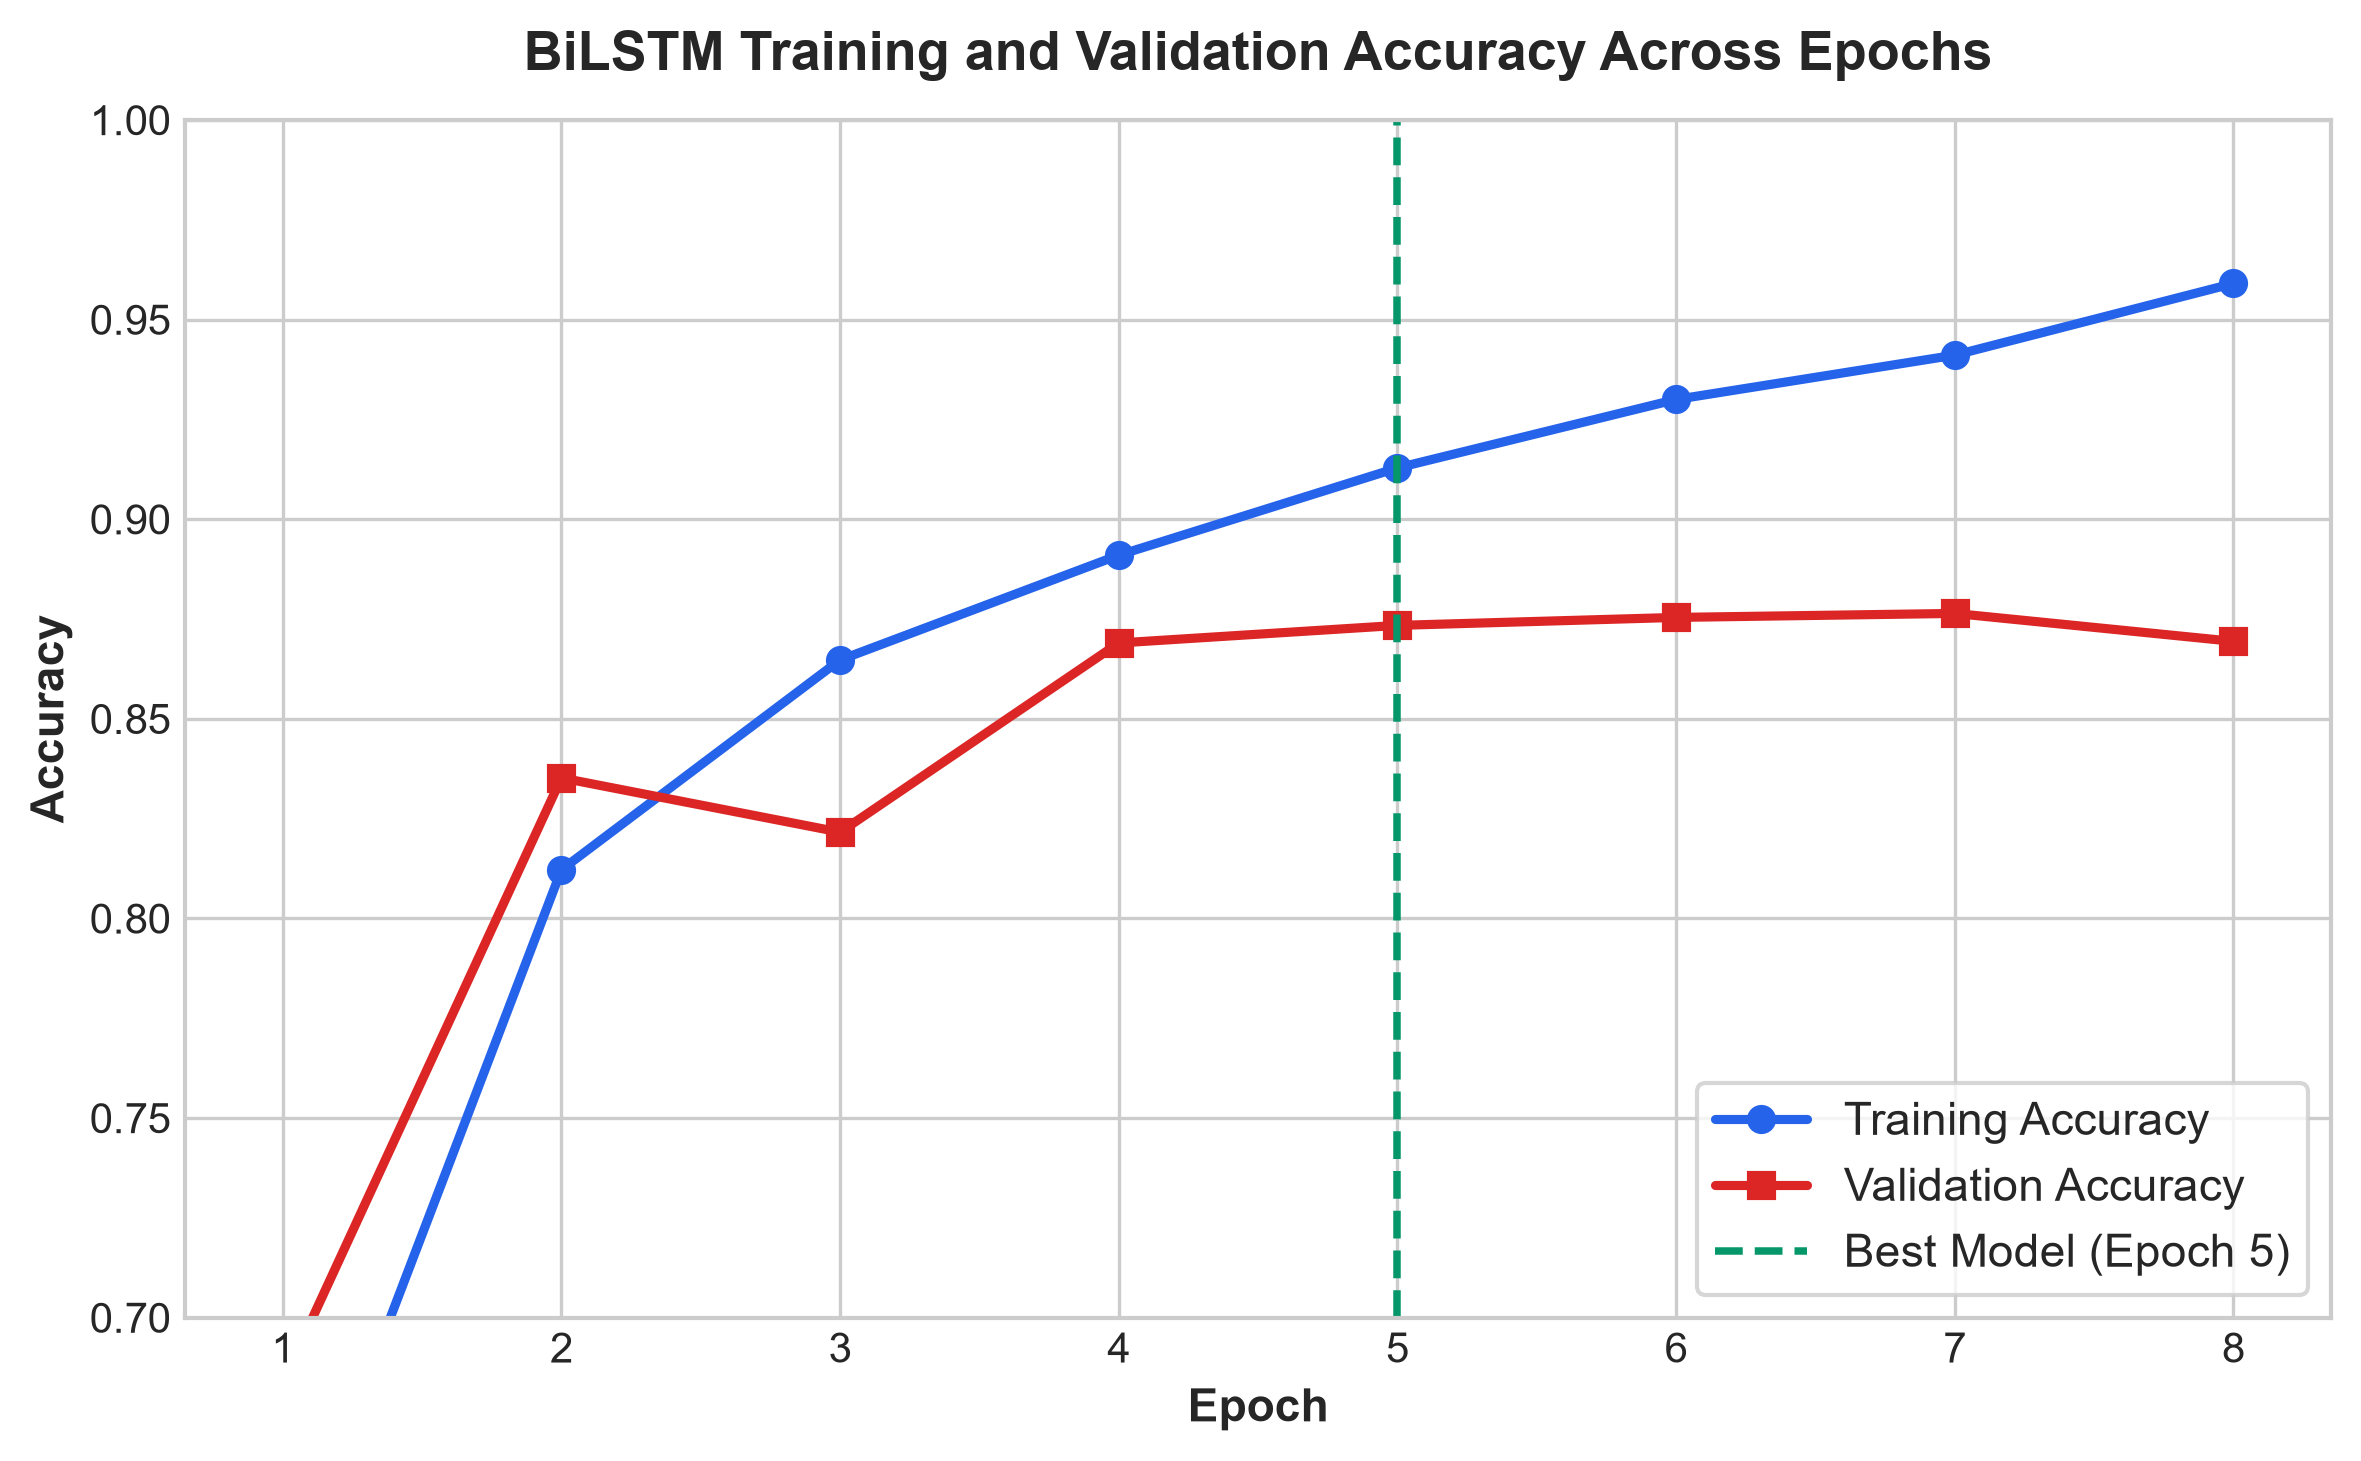 BiLSTM Training and Validation Accuracy Across Epochs
1.00
0.95
0.90
0.85
0.80
0.75
0.70
Accuracy
1 2 3 4 5 6 7 8
Epoch
Training Accuracy
Validation Accuracy
Best Model (Epoch 5)